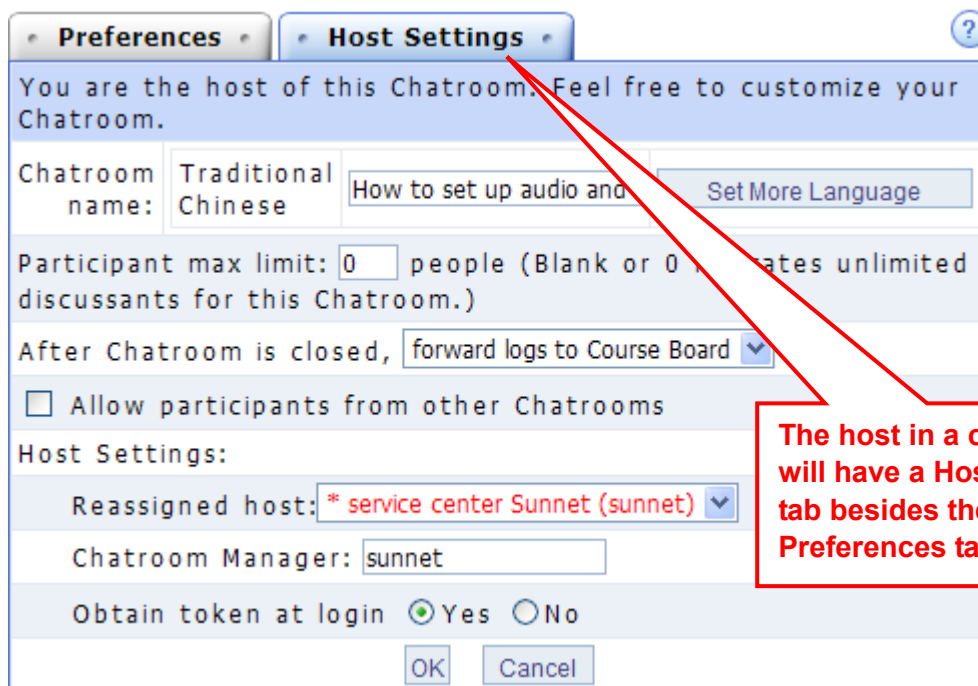 Preferences
Host Settings
?
You are the host of this Chatroom. Feel free to customize your
Chatroom.
Chatroom name:
Traditional Chinese
How to set up audio and
Set More Language
Participant max limit: 0 people (Blank or 0 unlimited
discussants for this Chatroom.)
After Chatroom is closed, forward logs to Course Board
Allow participants from other Chatrooms
Host Settings:
Reassigned host: * service center Sunnet (sunnet)
Chatroom Manager: sunnet
Obtain token at login Yes No
OK Cancel
The host in a
will have a
tab besides
Preferences